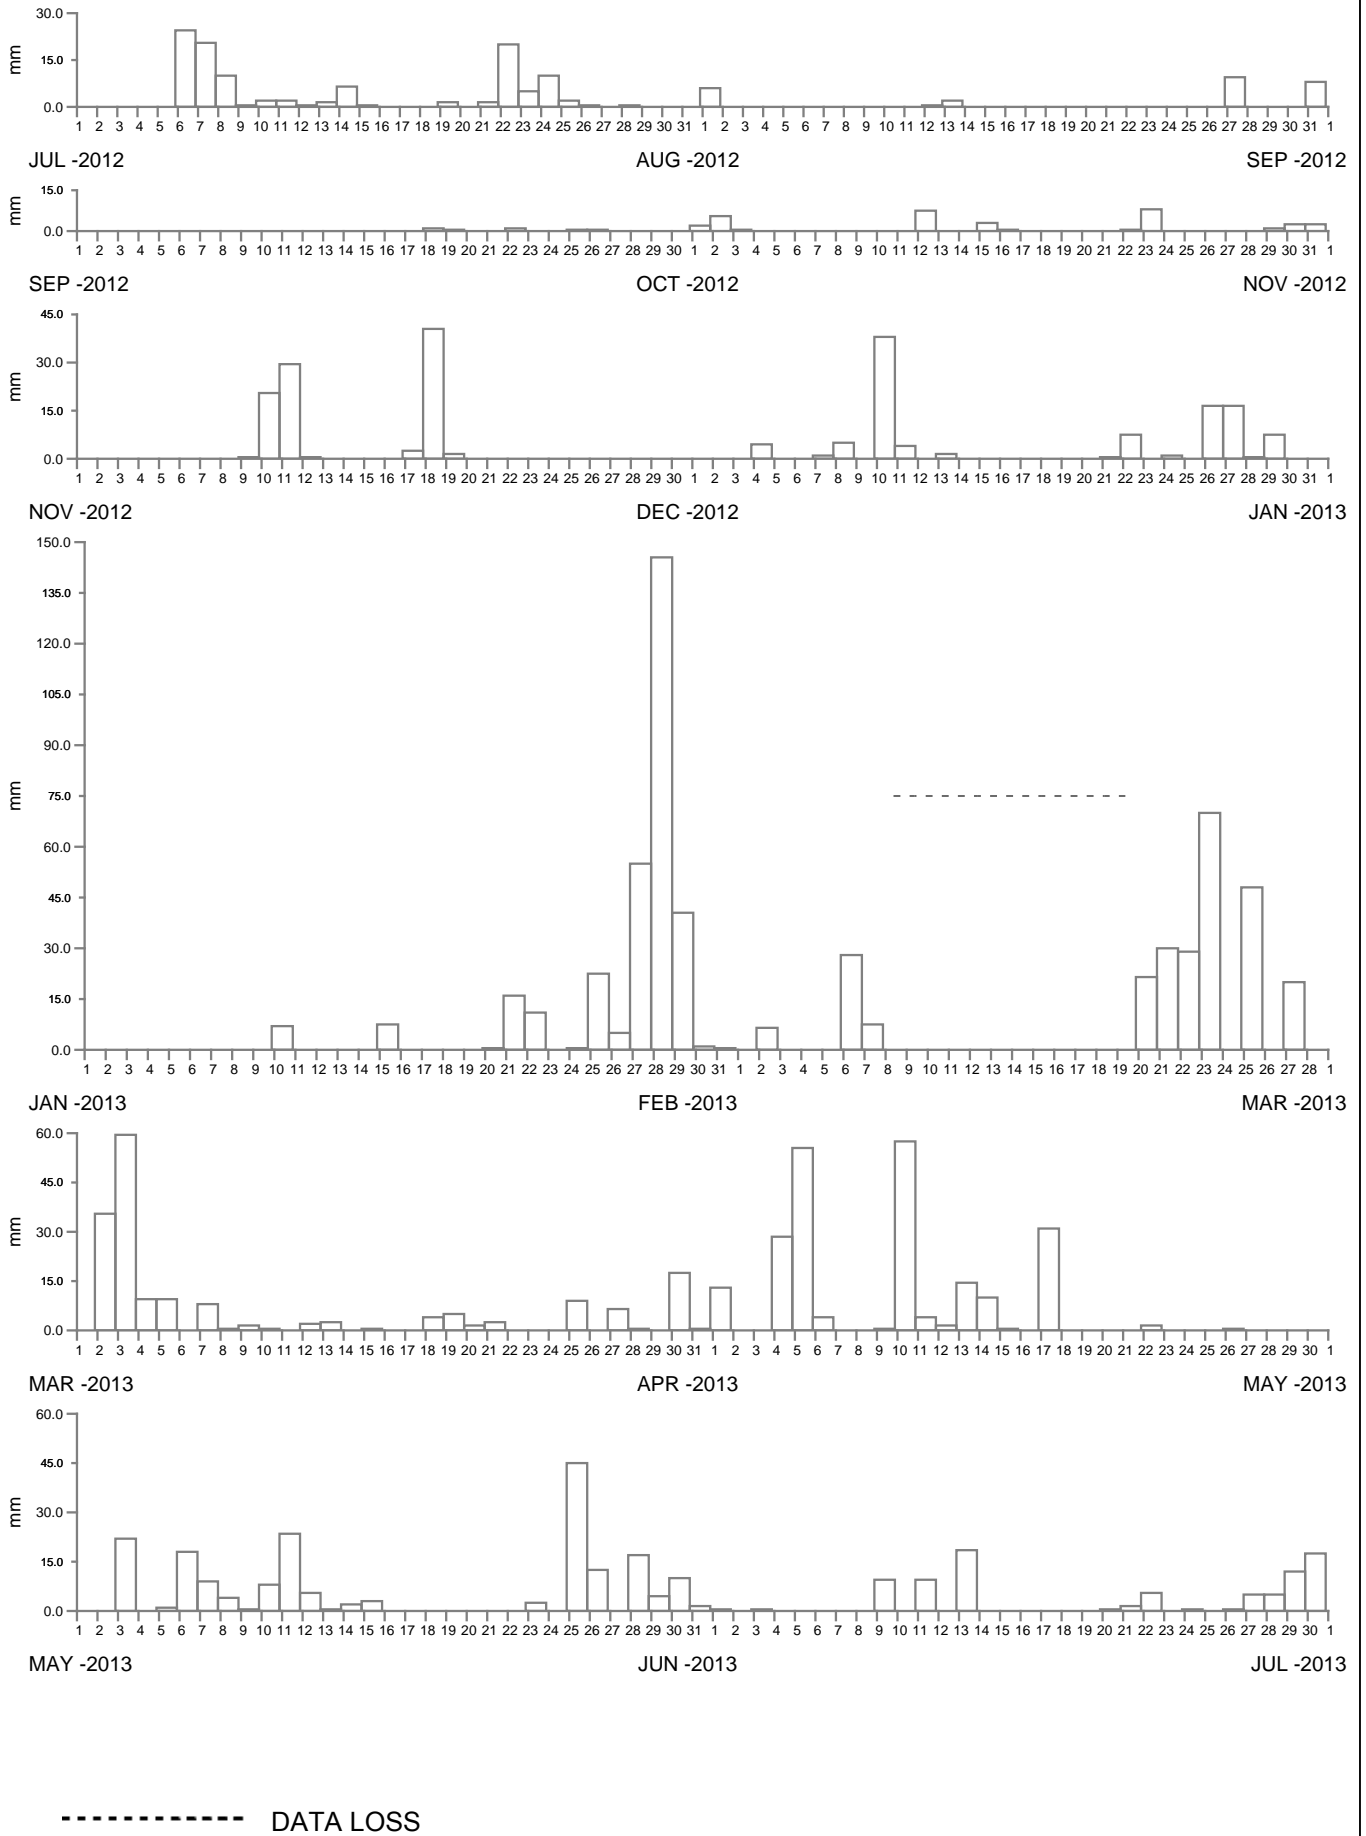 30.0
15.0
0.0
mm
1 2 3 4 5 6 7 8 9 10 11 12 13 14 15 16 17 18 19 20 21 22 23 24 25 26 27 28 29 30 31 1 2 3 4 5 6 7 8 9 10 11 12 13 14 15 16 17 18 19 20 21 22 23 24 25 26 27 28 29 30 31 1
JUL -2012 AUG -2012 SEP -2012
15.0
0.0
mm
1 2 3 4 5 6 7 8 9 10 11 12 13 14 15 16 17 18 19 20 21 22 23 24 25 26 27 28 29 30 1 2 3 4 5 6 7 8 9 10 11 12 13 14 15 16 17 18 19 20 21 22 23 24 25 26 27 28 29 30 31 1
SEP -2012 OCT -2012 NOV -2012
45.0
30.0
15.0
0.0
mm
1 2 3 4 5 6 7 8 9 10 11 12 13 14 15 16 17 18 19 20 21 22 23 24 25 26 27 28 29 30 1 2 3 4 5 6 7 8 9 10 11 12 13 14 15 16 17 18 19 20 21 22 23 24 25 26 27 28 29 30 31 1
NOV -2012 DEC -2012 JAN -2013
150.0
135.0
120.0
105.0
90.0
75.0
60.0
45.0
30.0
15.0
0.0
mm
1 2 3 4 5 6 7 8 9 10 11 12 13 14 15 16 17 18 19 20 21 22 23 24 25 26 27 28 29 30 31 1 2 3 4 5 6 7 8 9 10 11 12 13 14 15 16 17 18 19 20 21 22 23 24 25 26 27 28 1
JAN -2013 FEB -2013 MAR -2013
60.0
45.0
30.0
15.0
0.0
mm
1 2 3 4 5 6 7 8 9 10 11 12 13 14 15 16 17 18 19 20 21 22 23 24 25 26 27 28 29 30 31 1 2 3 4 5 6 7 8 9 10 11 12 13 14 15 16 17 18 19 20 21 22 23 24 25 26 27 28 29 30 1
MAR -2013 APR -2013 MAY -2013
60.0
45.0
30.0
15.0
0.0
mm
1 2 3 4 5 6 7 8 9 10 11 12 13 14 15 16 17 18 19 20 21 22 23 24 25 26 27 28 29 30 31 1 2 3 4 5 6 7 8 9 10 11 12 13 14 15 16 17 18 19 20 21 22 23 24 25 26 27 28 29 30 1
MAY -2013 JUN -2013 JUL -2013
DATA LOSS